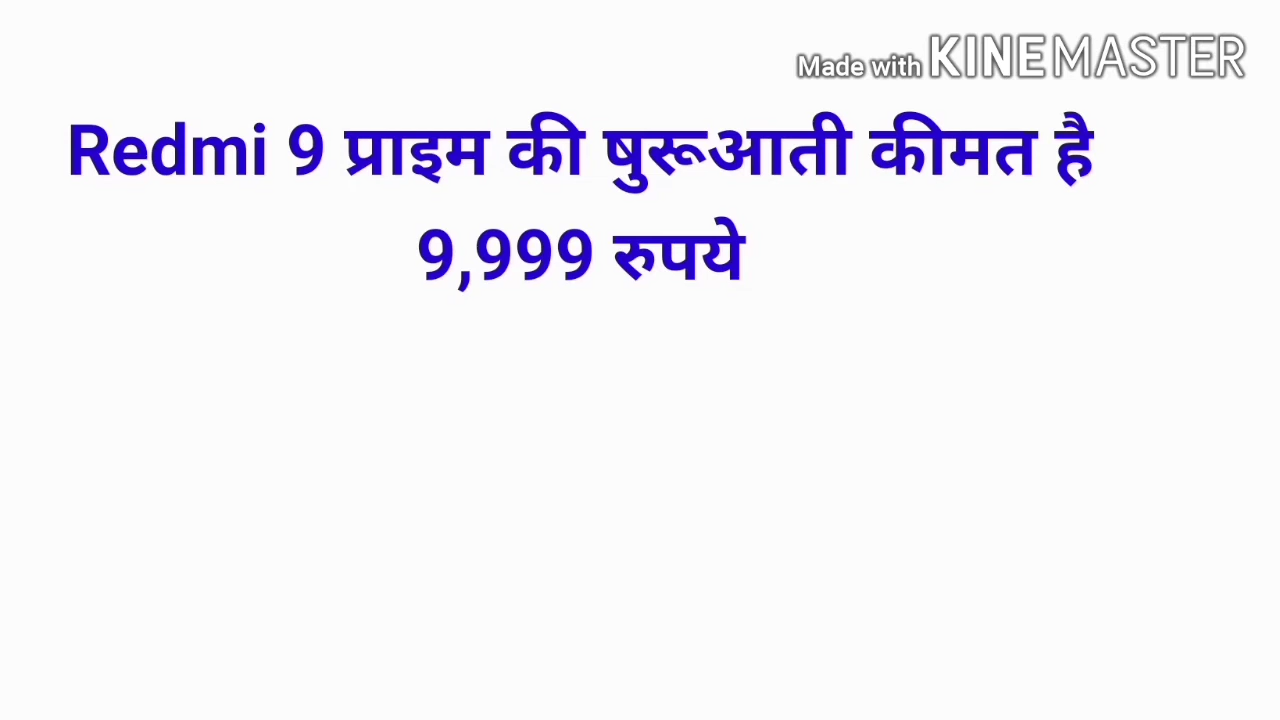 Made with KINEMASTER
Redmi 9 प्राइम की षुरूआती कीमत है
9,999 रुपये